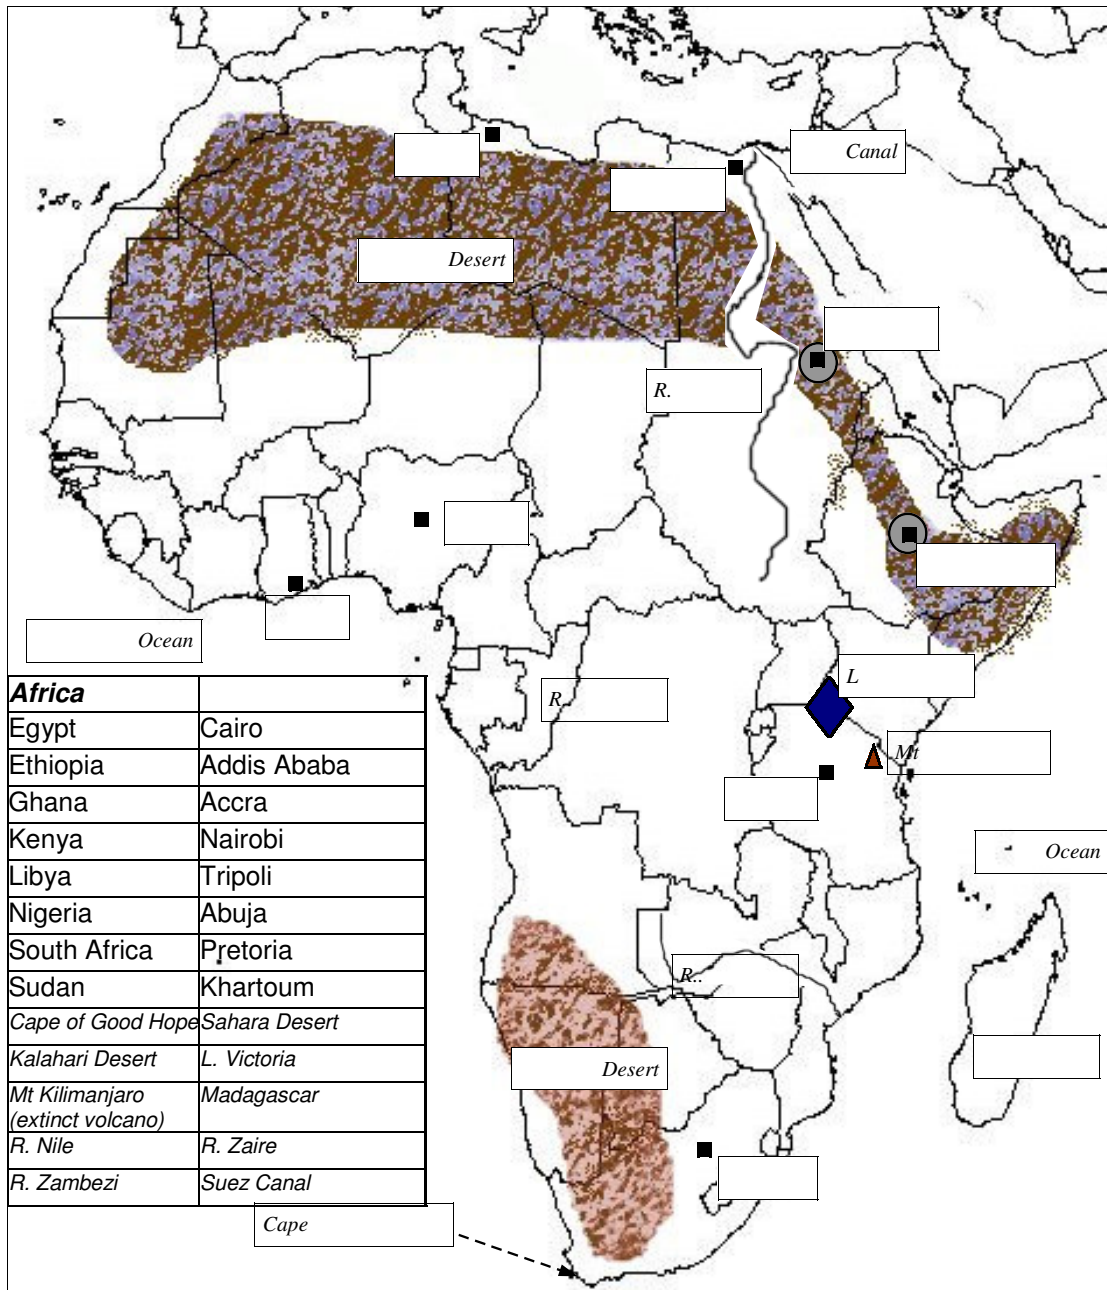 Canal
Desert
R.
Ocean
L
R.
Mt
Ocean
R..
Desert
Cape
Africa
Egypt Cairo
Ethiopia Addis Ababa
Ghana Accra
Kenya Nairobi
Libya Tripoli
Nigeria Abuja
South Africa Pretoria
Sudan Khartoum
Cape of Good Hope Sahara Desert
Kalahari Desert L. Victoria
Mt Kilimanjaro
(extinct volcano) Madagascar
R. Nile R. Zaire
R. Zambezi Suez Canal